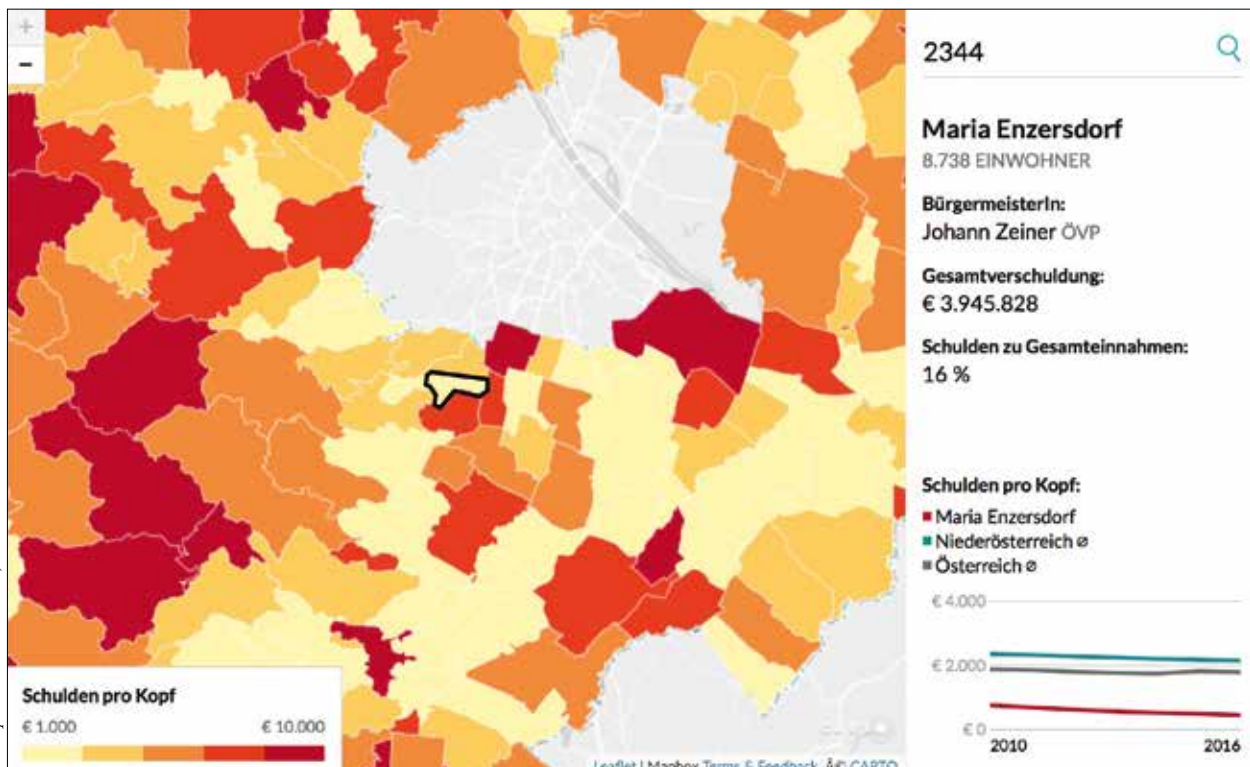 +
−
2344
Maria Enzersdorf
8.738 EINWOHNER
BürgermeisterIn:
Johann Zeiner ÖVP
Gesamtverschuldung:
€ 3.945.828
Schulden zu Gesamteinnahmen:
16 %
Schulden pro Kopf:
Maria Enzersdorf
Niederösterreich ⌀
Österreich ⌀
€ 4.000
€ 2.000
€ 0
2010 2016
Schulden pro Kopf
€ 1.000 € 10.000
Leaflet | Mapbox Terms & Feedback, Â© CARTO